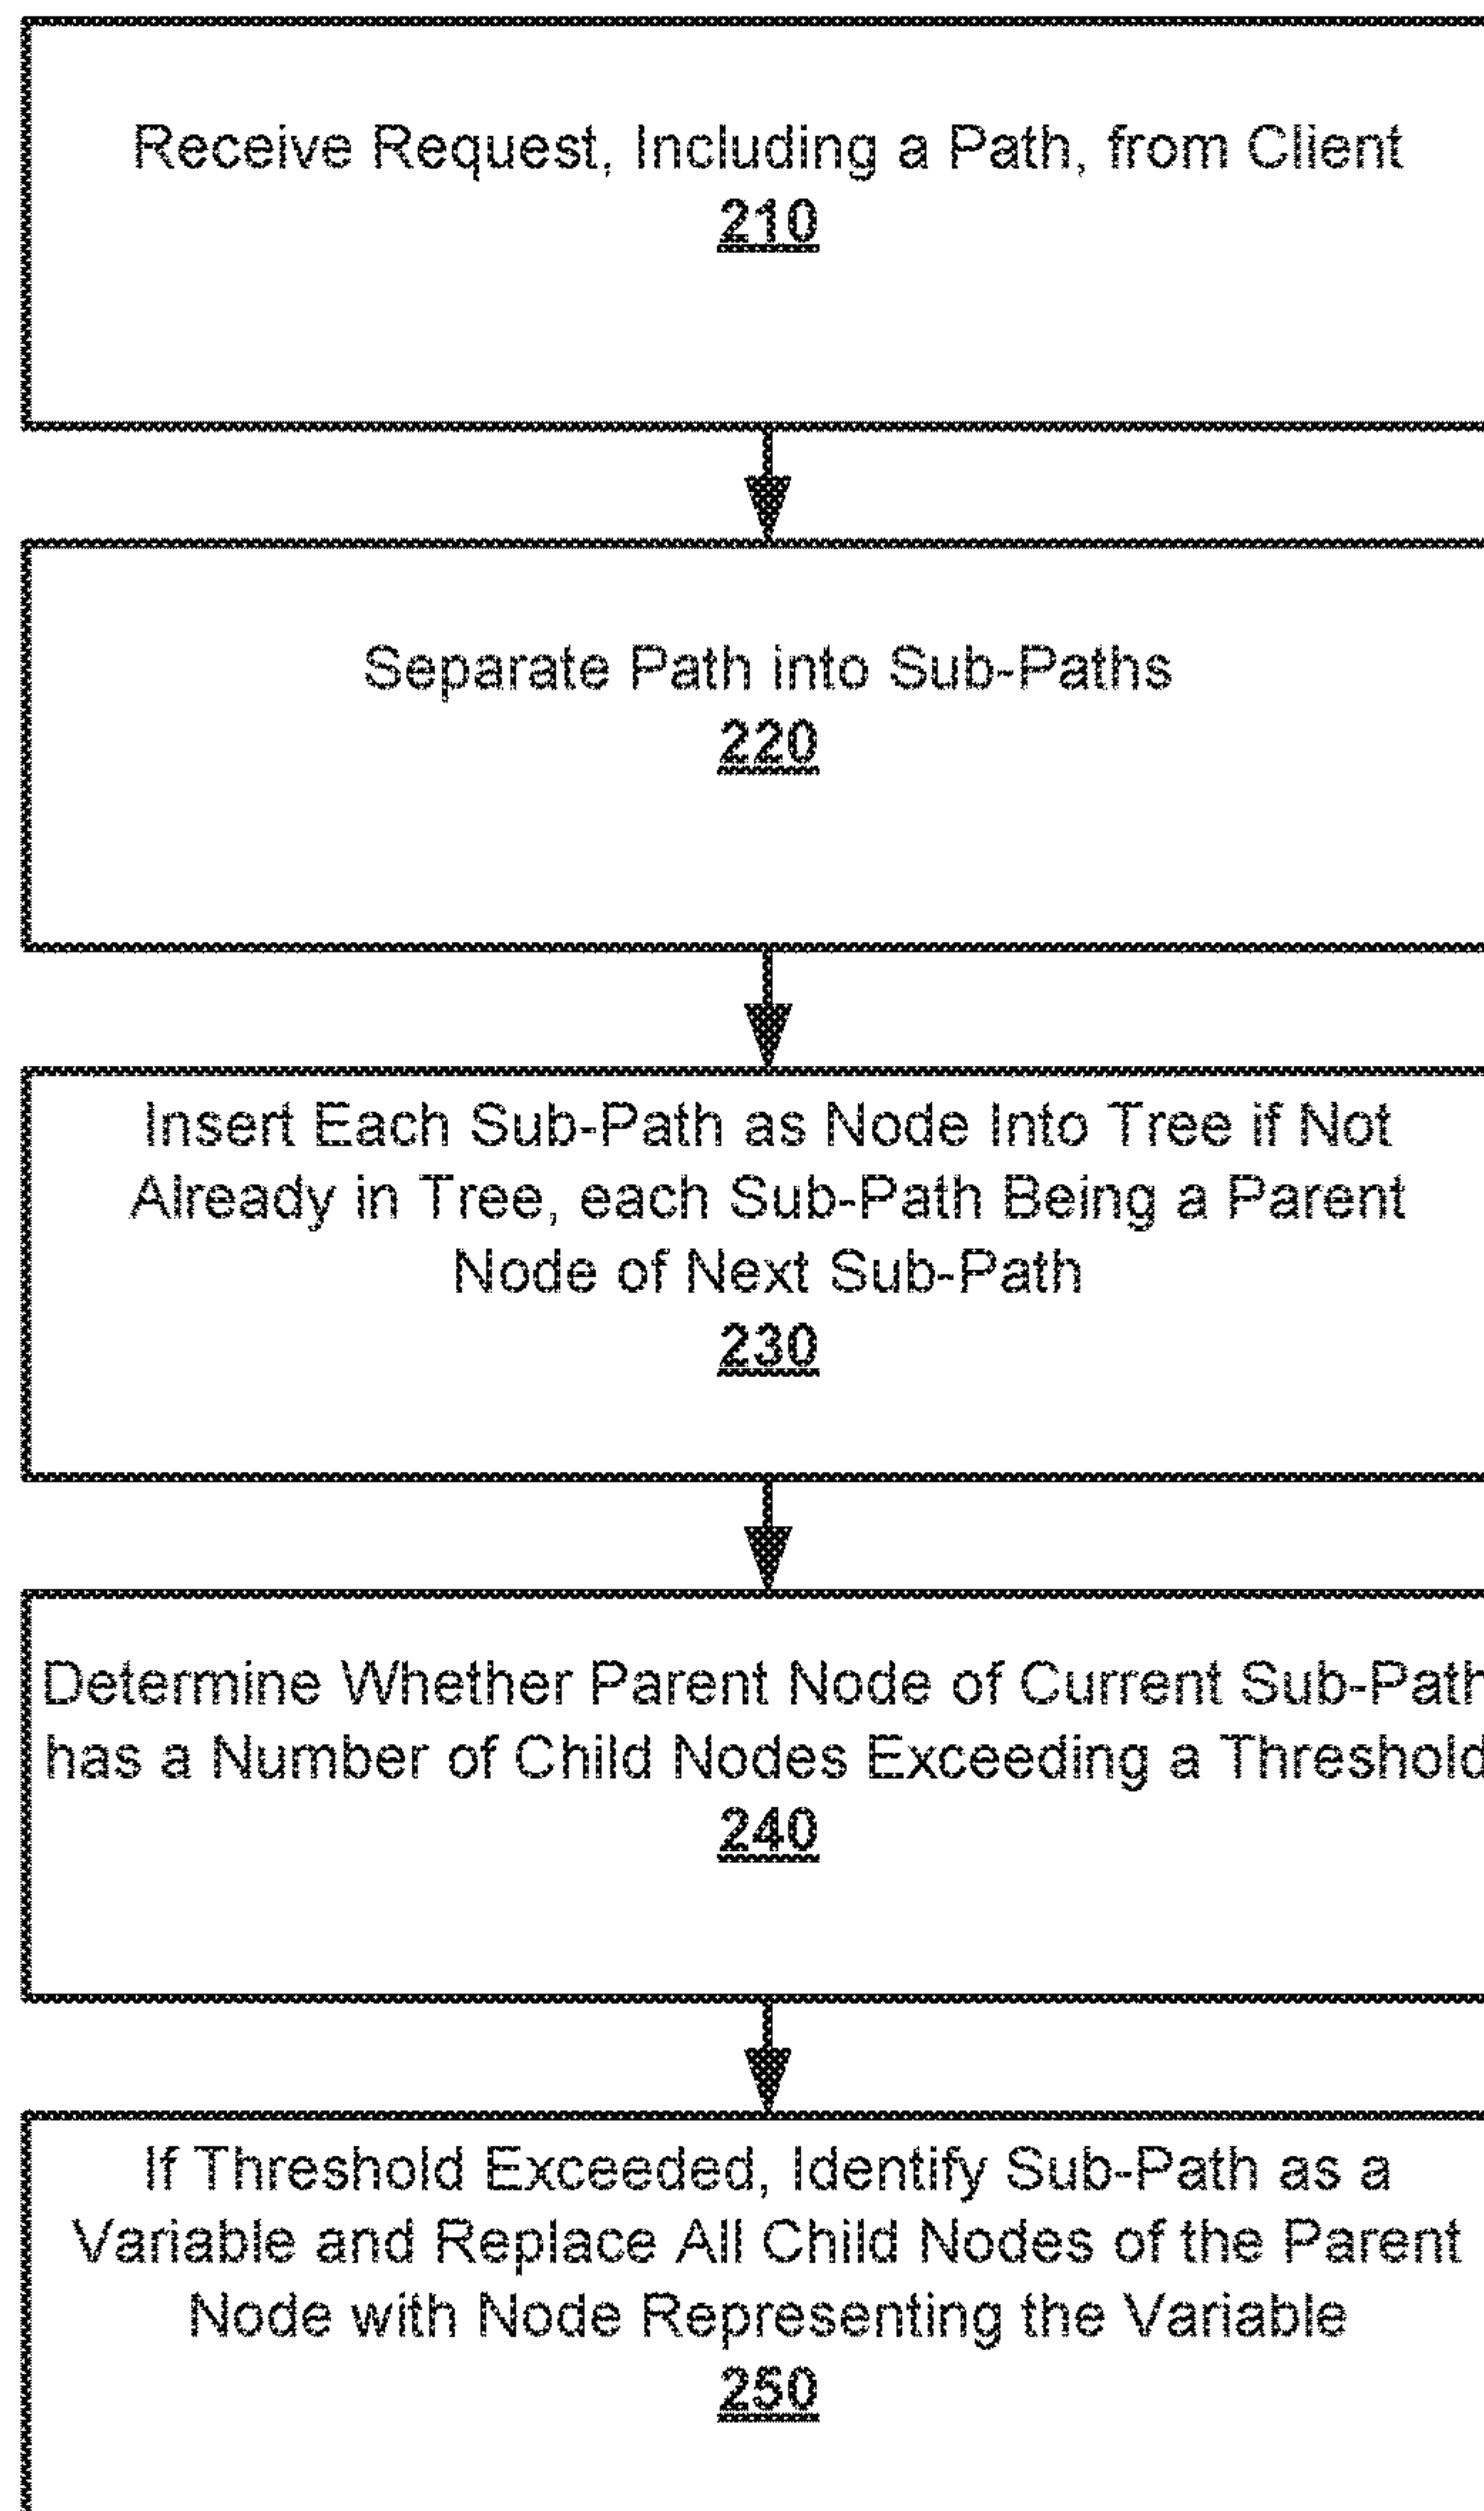 Receive Request, Including a Path, from Client
210
Separate Path into Sub-Paths
220
Insert Each Sub-Path as Node Into Tree if Not
Already in Tree, each Sub-Path Being a Parent
Node of Next Sub-Path
230
Determine Whether Parent Node of Current Sub-Path
has a Number of Child Nodes Exceeding a Threshold
240
If Threshold Exceeded, Identify Sub-Path as a
Variable and Replace All Child Nodes of the Parent
Node with Node Representing the Variable
250